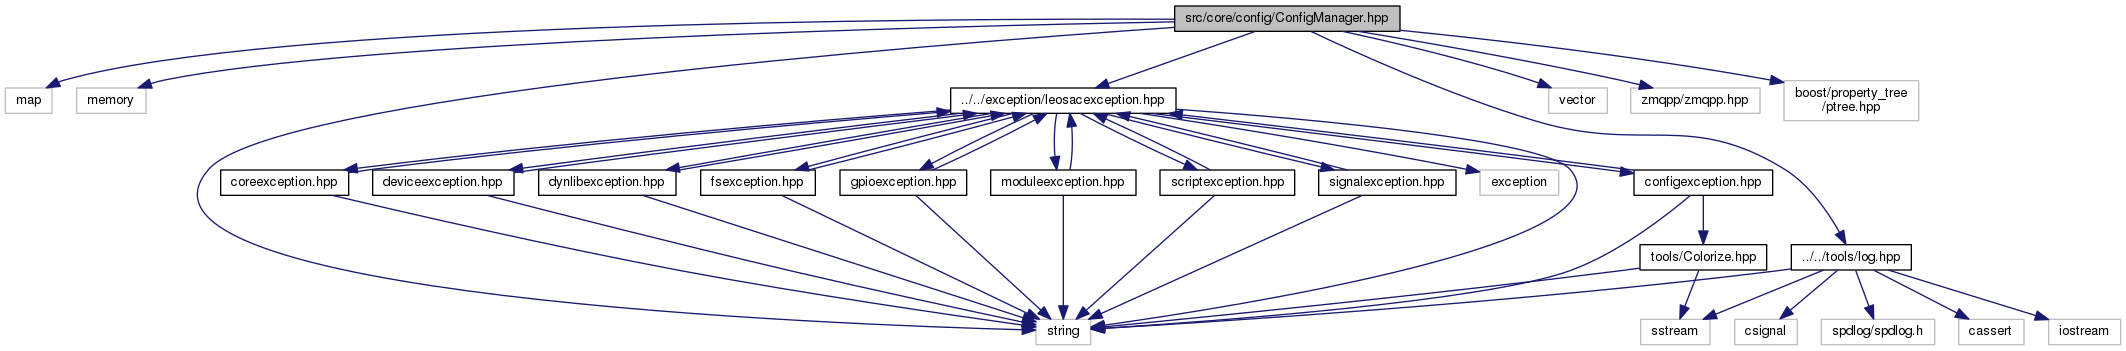 src/core/config/ConfigManager.hpp
map
memory
../../exception/leosacexception.hpp
vector
zmqpp/zmqpp.hpp
boost/property_tree
/ptree.hpp
coreexception.hpp
deviceexception.hpp
dynlibexception.hpp
fsexception.hpp
gpioexception.hpp
moduleexception.hpp
scriptexception.hpp
signalexception.hpp
exception
configexception.hpp
tools/Colorize.hpp
../../tools/log.hpp
string
sstream
csignal
spdlog/spdlog.h
cassert
iostream